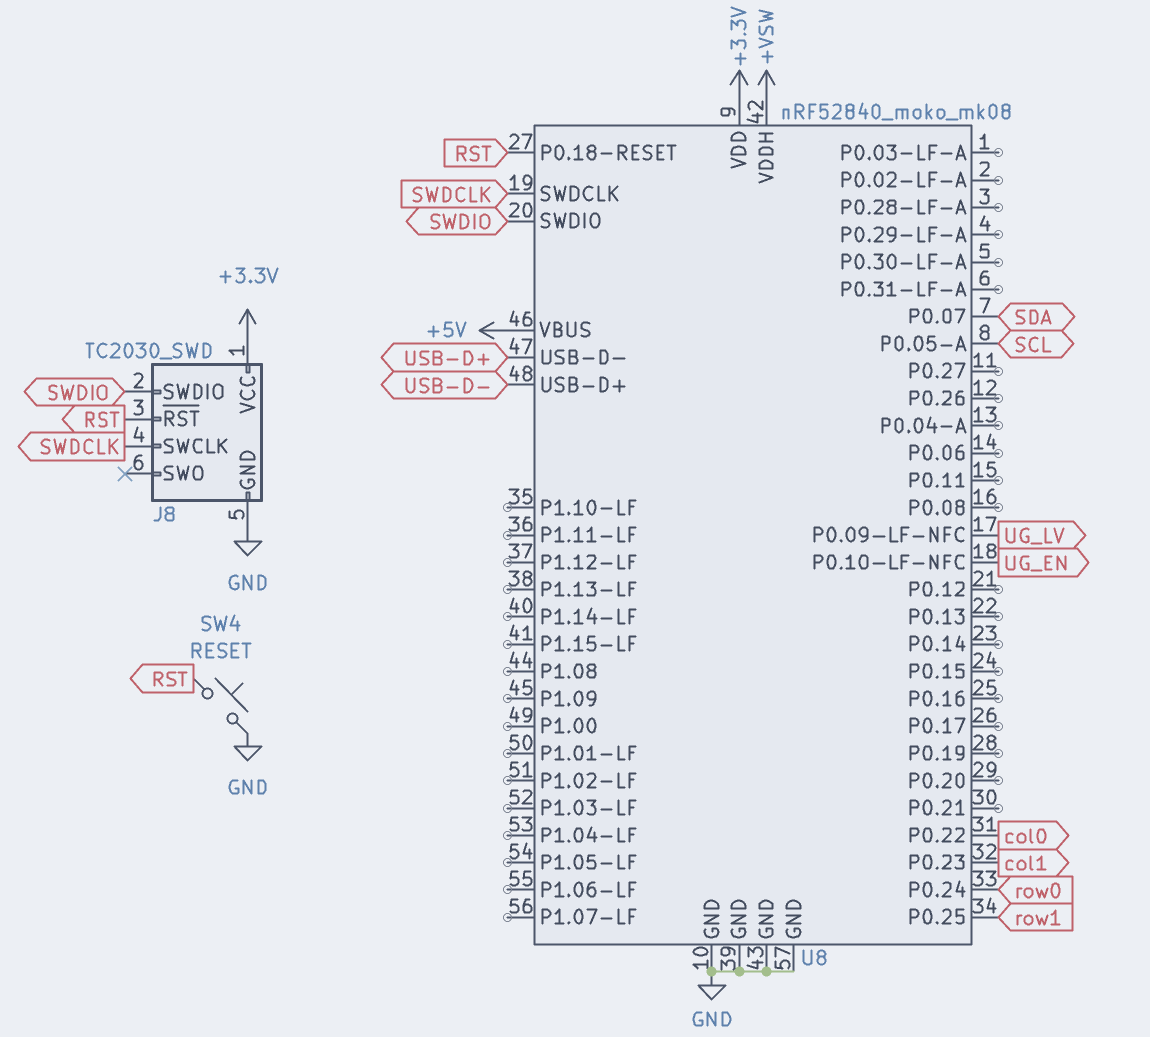 +3.3V
+VSW
9
42
nRF52840_moko_mk08
VDD
VDDH
RST
27
P0.18-RESET
SWDCLK
19
SWDCLK
SWDIO
20
SWDIO
+5V
46
VBUS
USB-D+
47
USB-D-
USB-D-
48
USB-D+
35
P1.10-LF
36
P1.11-LF
37
P1.12-LF
38
P1.13-LF
40
P1.14-LF
41
P1.15-LF
44
P1.08
45
P1.09
49
P1.00
50
P1.01-LF
51
P1.02-LF
52
P1.03-LF
53
P1.04-LF
54
P1.05-LF
55
P1.06-LF
56
P1.07-LF
P0.03-LF-A
1
P0.02-LF-A
2
P0.28-LF-A
3
P0.29-LF-A
4
P0.30-LF-A
5
P0.31-LF-A
6
P0.07
7
SDA
P0.05-A
8
SCL
P0.27
11
P0.26
12
P0.04-A
13
P0.06
14
P0.11
15
P0.08
16
P0.09-LF-NFC
17
UG_LV
P0.10-LF-NFC
18
UG_EN
P0.12
21
P0.13
22
P0.14
23
P0.15
24
P0.16
25
P0.17
26
P0.19
28
P0.20
29
P0.21
30
P0.22
31
col0
P0.23
32
col1
P0.24
33
row0
P0.25
34
row1
GND
GND
GND
GND
10
39
43
57
U8
GND
+3.3V
TC2030_SWD
1
VCC
SWDIO
2
SWDIO
RST
3
RST
SWDCLK
4
SWCLK
6
SWO
GND
J8
5
GND
SW4
RESET
RST
GND